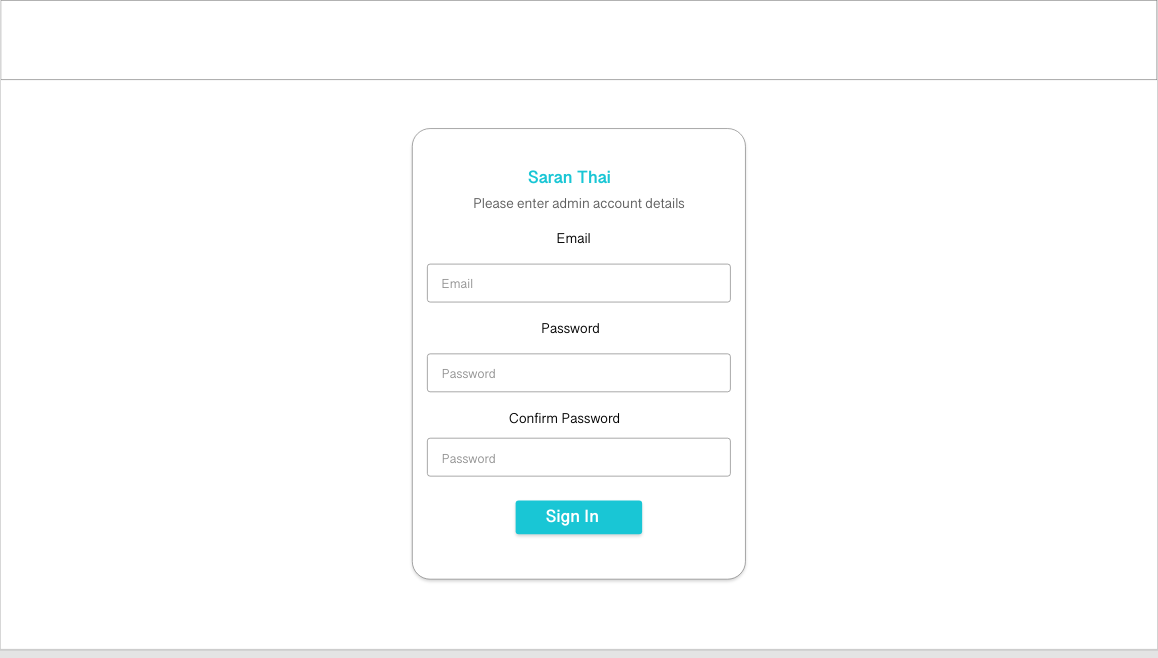 Saran Thai
Please enter admin account details
Email
Email
Password
Password
Confirm Password
Password
Sign In